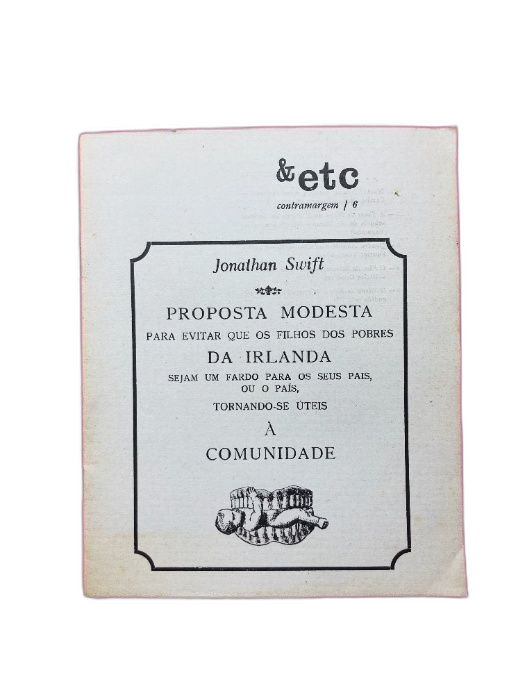 &etc
contramargem / 6
Jonathan Swift
PROPOSTA MODESTA
PARA EVITAR QUE OS FILHOS DOS POBRES
DA IRLANDA
SEJAM UM FARDO PARA OS SEUS PAIS,
OU O PAÍS,
TORNANDO-SE ÚTEIS
À
COMUNIDADE